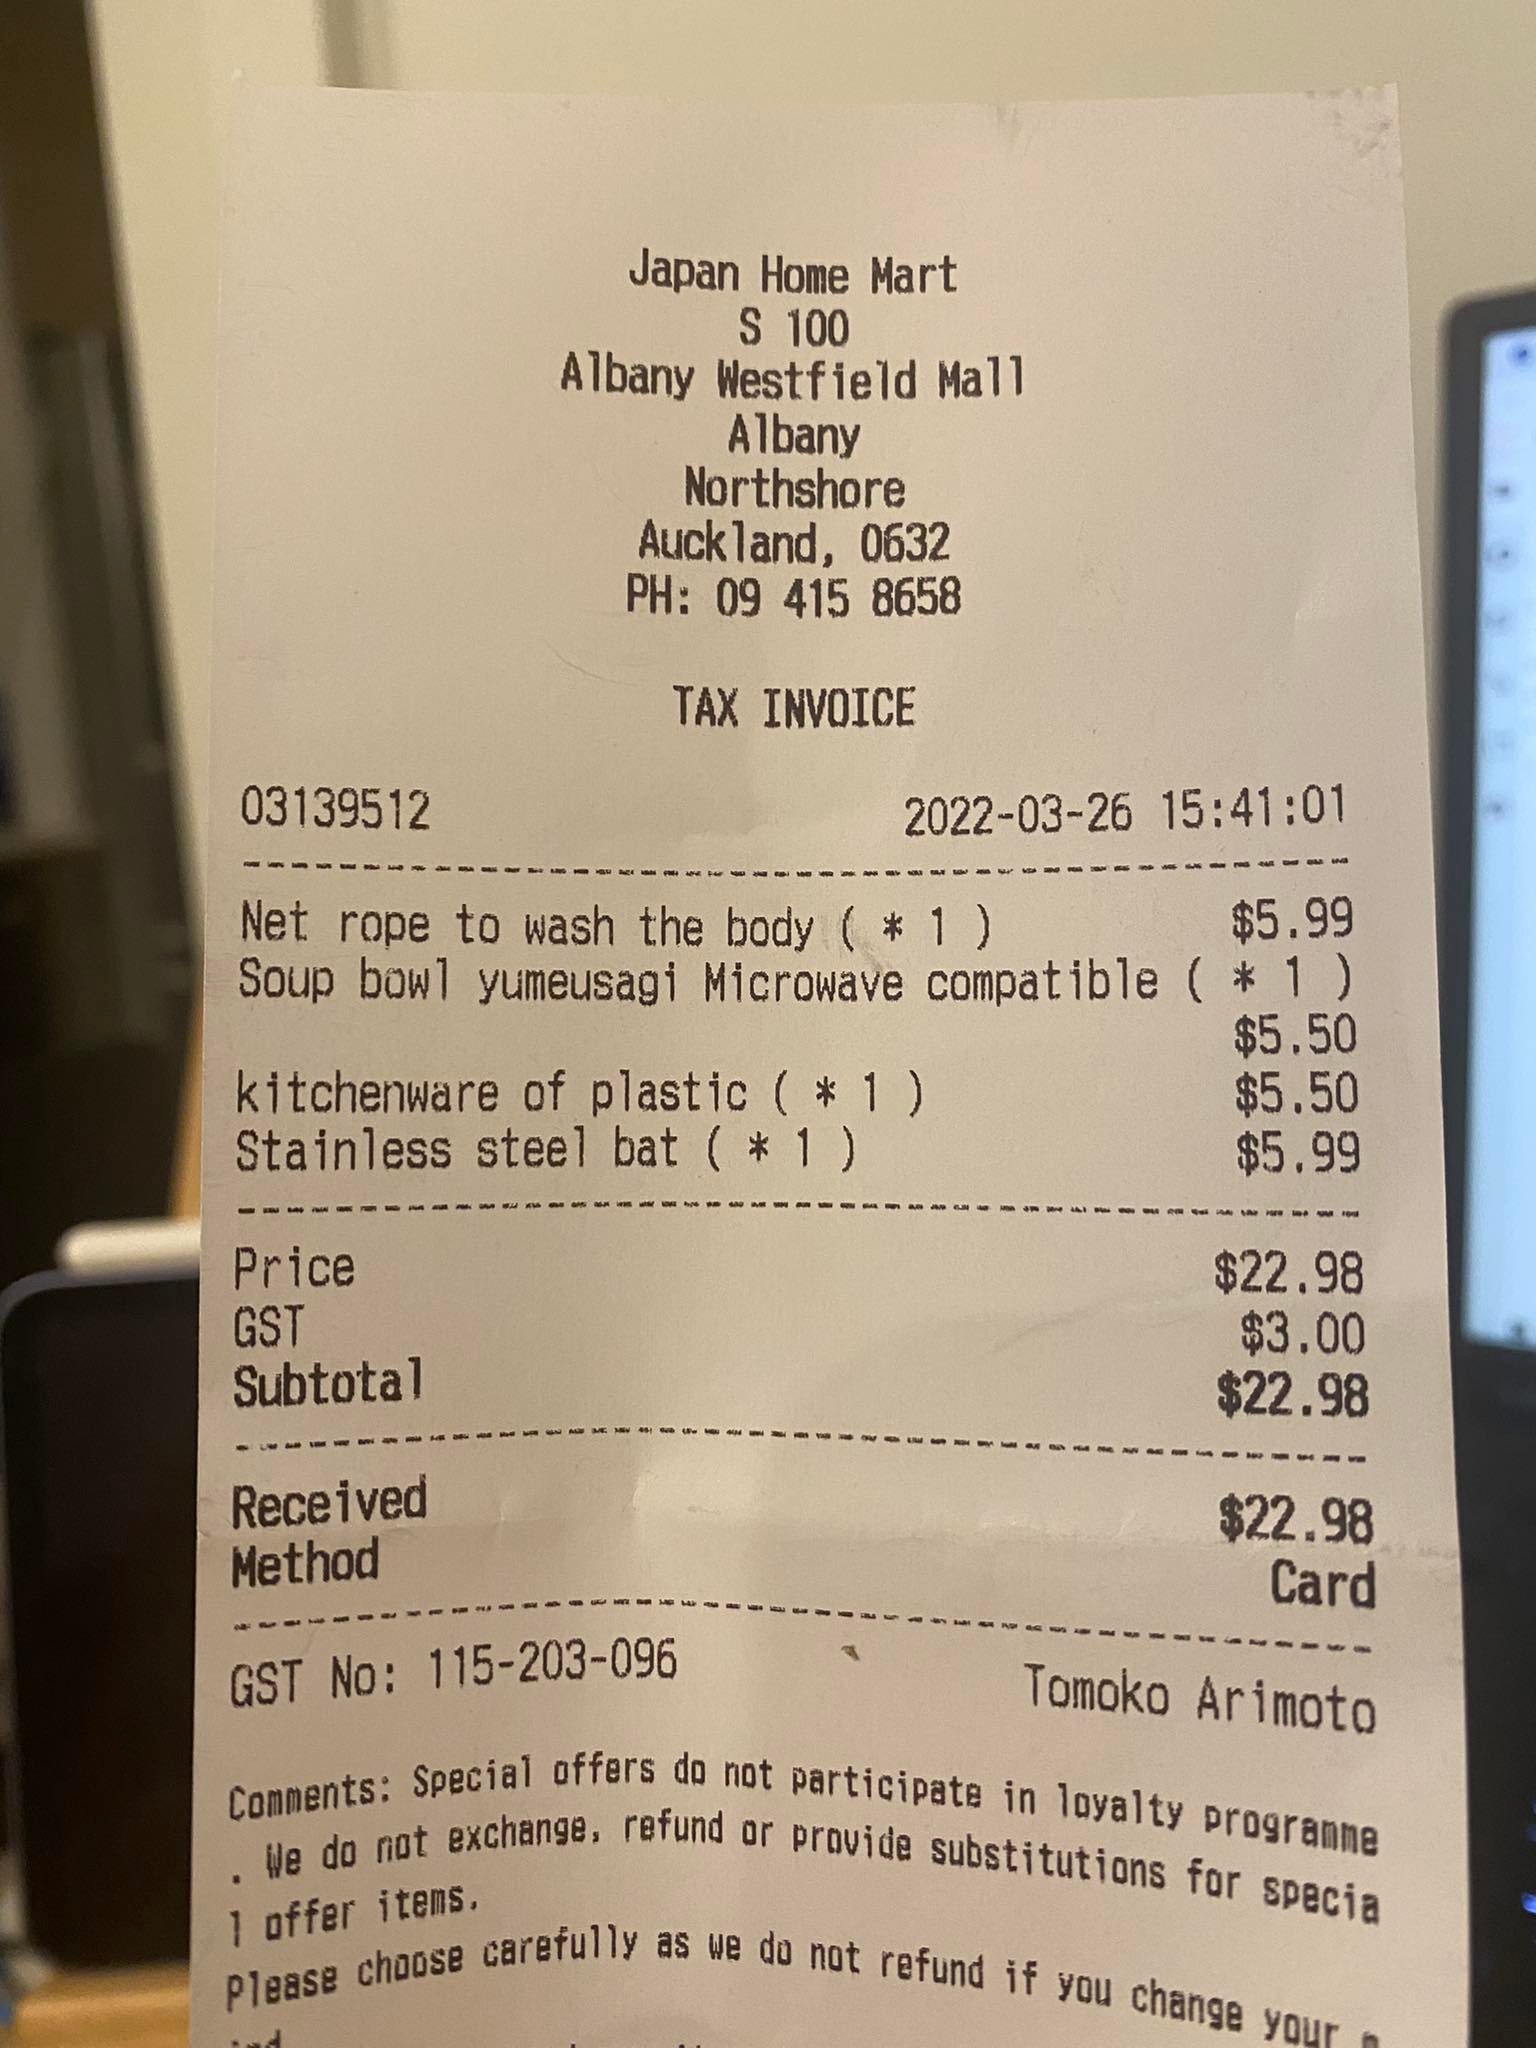 Japan Home Mart
S 100
Albany Westfield Mall
Albany
Northshore
Auckland, 0632
PH: 09 415 8658
TAX INVOICE
03139512 2022-03-26 15:41:01
Net rope to wash the body ( * 1 ) $5.99
Soup bowl yumeusagi Microwave compatible ( * 1 )
$5.50
kitchenware of plastic ( * 1 ) $5.50
Stainless steel bat ( * 1 ) $5.99
Price $22.98
GST $3.00
Subtotal $22.98
Received $22.98
Method Card
GST No: 115-203-096 Tomoko Arimoto
Comments: Special offers do not participate in loyalty programme
. We do not exchange, refund or provide substitutions for specia
l offer items.
Please choose carefully as we do not refund if you change your